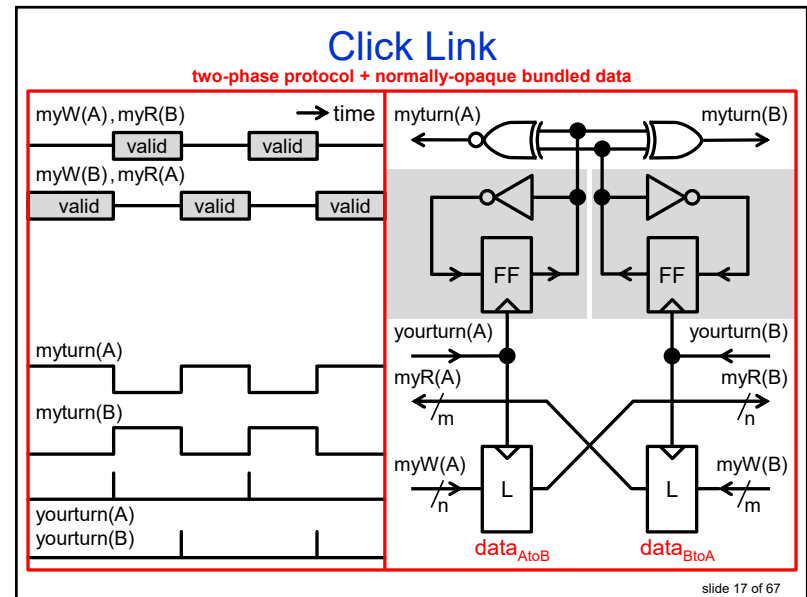 Click Link
two-phase protocol + normally-opaque bundled data
myW(A),myR(B)
time
valid
valid
myW(B),myR(A)
valid
valid
valid
myturn(A)
myturn(B)
yourturn(A)
yourturn(B)
myturn(A)
myturn(B)
FF
FF
yourturn(A)
yourturn(B)
myR(A)
myR(B)
m
n
myW(A)
myW(B)
n
L
L
m
dataAtoB
dataBtoA
slide 17 of 67